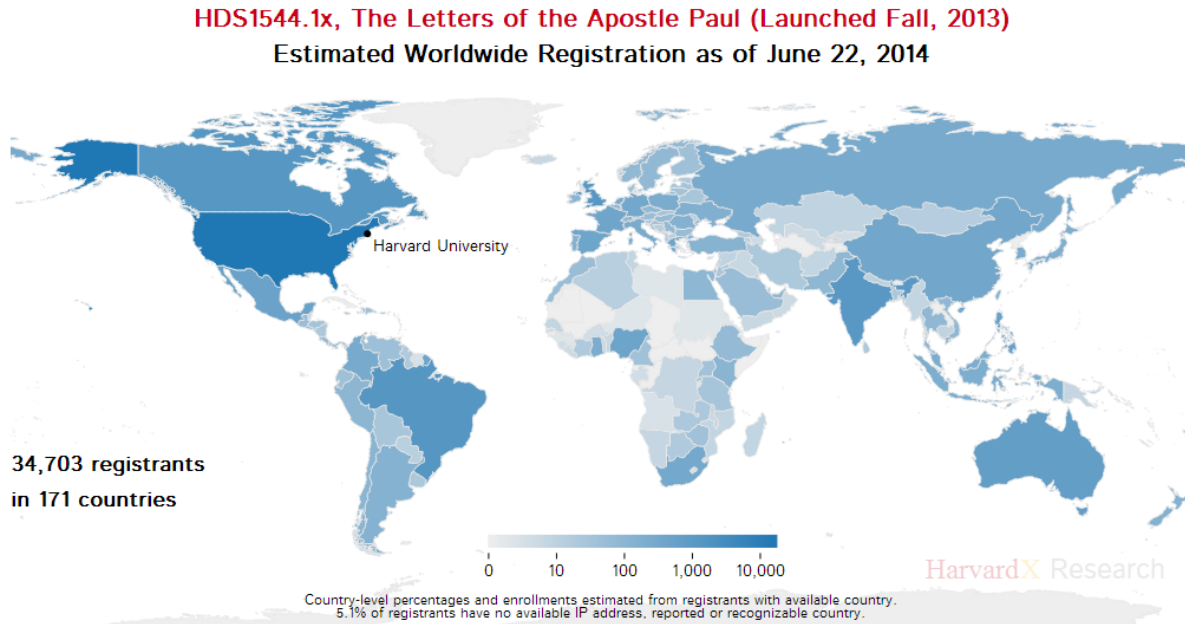 HDS1544.1x, The Letters of the Apostle Paul (Launched Fall, 2013)
Estimated Worldwide Registration as of June 22, 2014
Harvard University
34,703 registrants
in 171 countries
0 10 100 1,000 10,000
HarvardX Research
Country-level percentages and enrollments estimated from registrants with available country.
5.1% of registrants have no available IP address, reported or recognizable country.